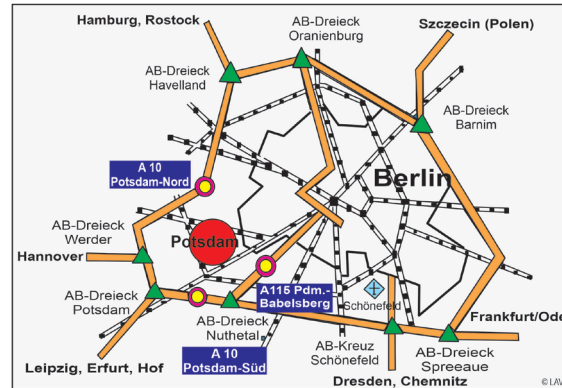 Hamburg, Rostock
Szczecin (Polen)
AB-Dreieck
Oranienburg
AB-Dreieck
Havelland
AB-Dreieck
Barnim
A 10
Potsdam-Nord
Berlin
AB-Dreieck
Werder
Potsdam
Hannover
A115 Pdm.-
Babelsberg
Schönefeld
AB-Dreieck
Potsdam
AB-Dreieck
Nuthetal
Frankfurt/Ode
AB-Kreuz
Schönefeld
AB-Dreieck
Spreeaue
A 10
Potsdam-Süd
Leipzig, Erfurt, Hof
Dresden, Chemnitz
© LAV